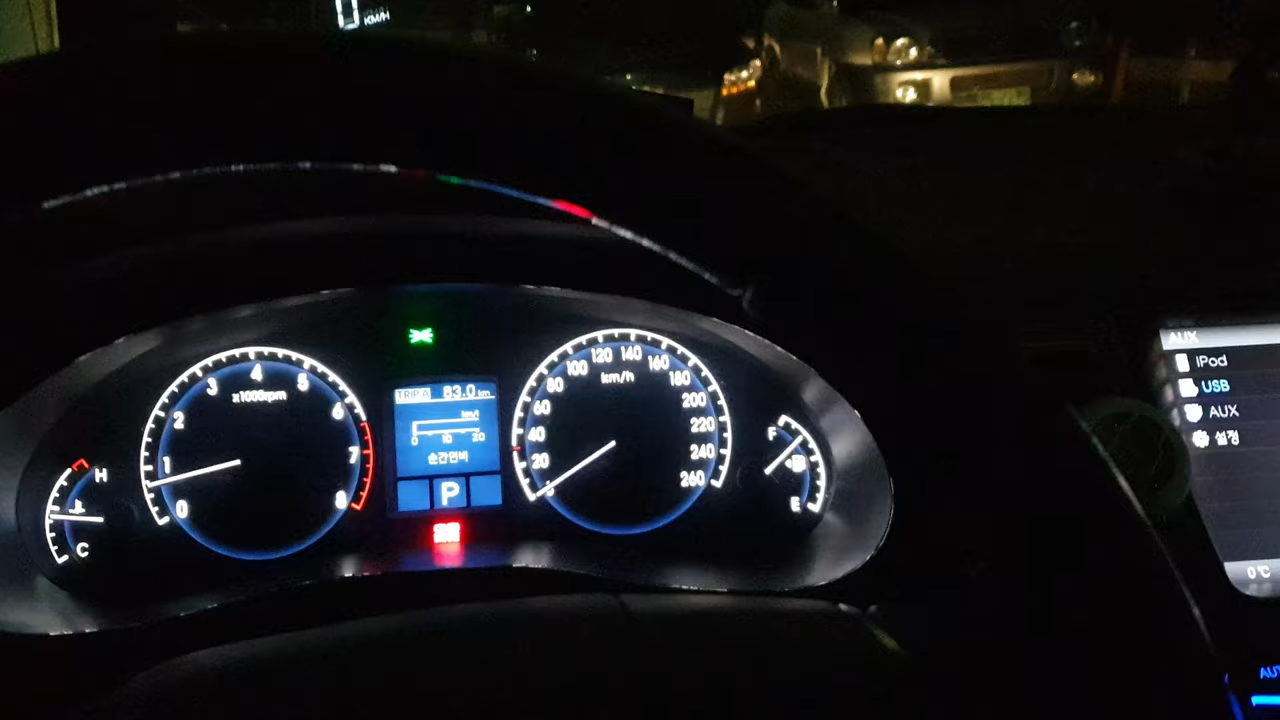 0
KM/H
4
3
5
x1000rpm
2
6
1
7
0
8
H
C
TRIP A 83.0 km
km/l
0 10 20
순간연비
P
120
140
100
160
80
km/h
180
60
200
40
220
20
240
0
260
F
E
AUX
iPod
USB
AUX
설정
0℃